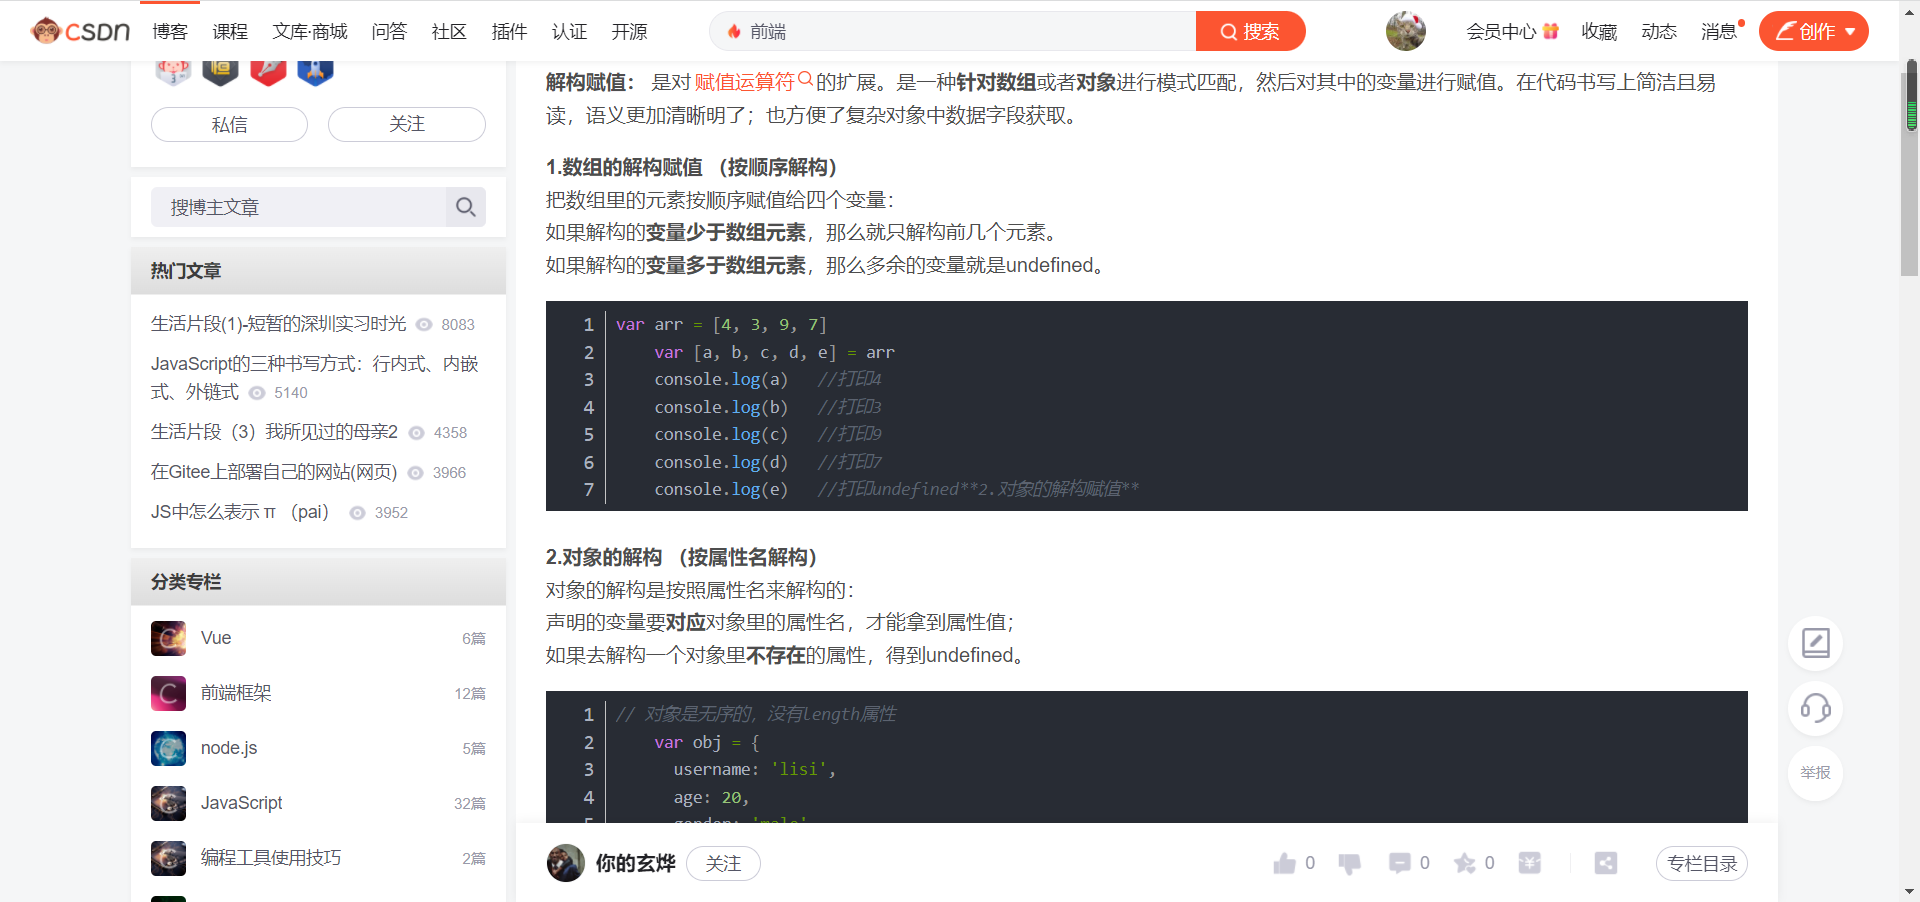 CSDN 博客 课程 文库·商城 问答 社区 插件 认证 开源 前端 搜索 会员中心 收藏 动态 消息 创作
私信 关注
搜博主文章
热门文章
生活片段(1)-短暂的深圳实习时光 8083
JavaScript的三种书写方式：行内式、内嵌
式、外链式 5140
生活片段（3）我所见过的母亲2 4358
在Gitee上部署自己的网站(网页) 3966
JS中怎么表示 π （pai） 3952
分类专栏
Vue 6篇
前端框架 12篇
node.js 5篇
JavaScript 32篇
编程工具使用技巧 2篇
解构赋值： 是对 赋值运算符 的扩展。是一种针对数组或者对象进行模式匹配，然后对其中的变量进行赋值。在代码书写上简洁且易
读，语义更加清晰明了；也方便了复杂对象中数据字段获取。
1.数组的解构赋值 （按顺序解构）
把数组里的元素按顺序赋值给四个变量：
如果解构的变量少于数组元素，那么就只解构前几个元素。
如果解构的变量多于数组元素，那么多余的变量就是undefined。
1 var arr = [4, 3, 9, 7]
2 var [a, b, c, d, e] = arr
3 console.log(a) //打印4
4 console.log(b) //打印3
5 console.log(c) //打印9
6 console.log(d) //打印7
7 console.log(e) //打印undefined**2.对象的解构赋值**
2.对象的解构 （按属性名解构）
对象的解构是按照属性名来解构的：
声明的变量要对应对象里的属性名，才能拿到属性值；
如果去解构一个对象里不存在的属性，得到undefined。
1 // 对象是无序的，没有length属性
2 var obj = {
3 username: 'lisi',
4 age: 20,
5 gender: 'male'
你的玄烨 关注 0 0 0 专栏目录
举报